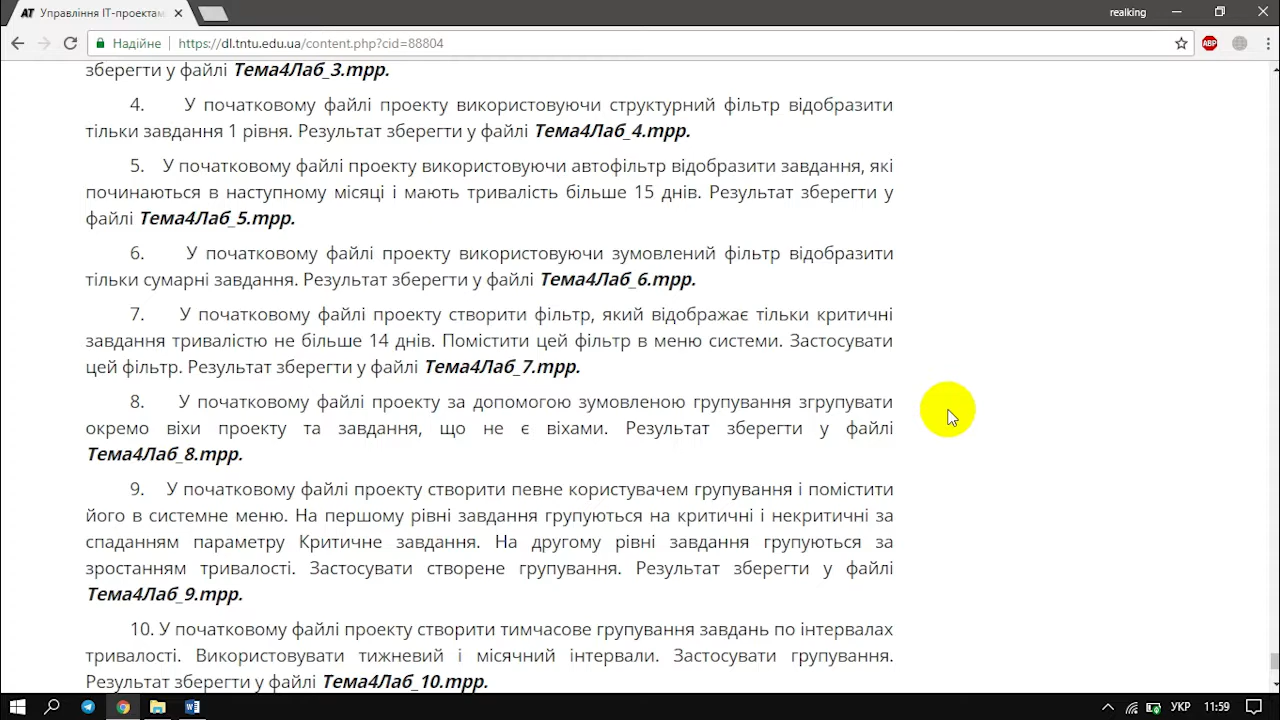 Управління ІТ-проектам
realking
Надійне
https://dl.tntu.edu.ua/content.php?cid=88804
ABP
зберегти у файлі Тема4Лаб_3.mpp.
4. У початковому файлі проекту використовуючи структурний фільтр відобразити
тільки завдання 1 рівня. Результат зберегти у файлі Тема4Лаб_4.mpp.
5. У початковому файлі проекту використовуючи автофільтр відобразити завдання, які
починаються в наступному місяці і мають тривалість більше 15 днів. Результат зберегти у
файлі Тема4Лаб_5.mpp.
6. У початковому файлі проекту використовуючи зумовлений фільтр відобразити
тільки сумарні завдання. Результат зберегти у файлі Тема4Лаб_6.mpp.
7. У початковому файлі проекту створити фільтр, який відображає тільки критичні
завдання тривалістю не більше 14 днів. Помістити цей фільтр в меню системи. Застосувати
цей фільтр. Результат зберегти у файлі Тема4Лаб_7.mpp.
8. У початковому файлі проекту за допомогою зумовленою групування згрупувати
окремо віхи проекту та завдання, що не є віхами. Результат зберегти у файлі
Тема4Лаб_8.mpp.
9. У початковому файлі проекту створити певне користувачем групування і помістити
його в системне меню. На першому рівні завдання групуються на критичні і некритичні за
спаданням параметру Критичне завдання. На другому рівні завдання групуються за
зростанням тривалості. Застосувати створене групування. Результат зберегти у файлі
Тема4Лаб_9.mpp.
10. У початковому файлі проекту створити тимчасове групування завдань по інтервалах
тривалості. Використовувати тижневий і місячний інтервали. Застосувати групування.
Результат зберегти у файлі Тема4Лаб_10.mpp.
УКР
11:59